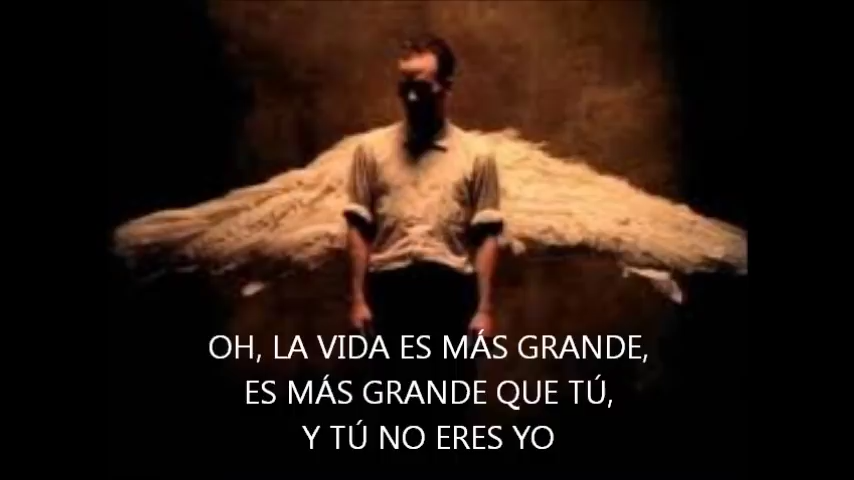 OH, LA VIDA ES MÁS GRANDE,
ES MÁS GRANDE QUE TÚ,
Y TÚ NO ERES YO